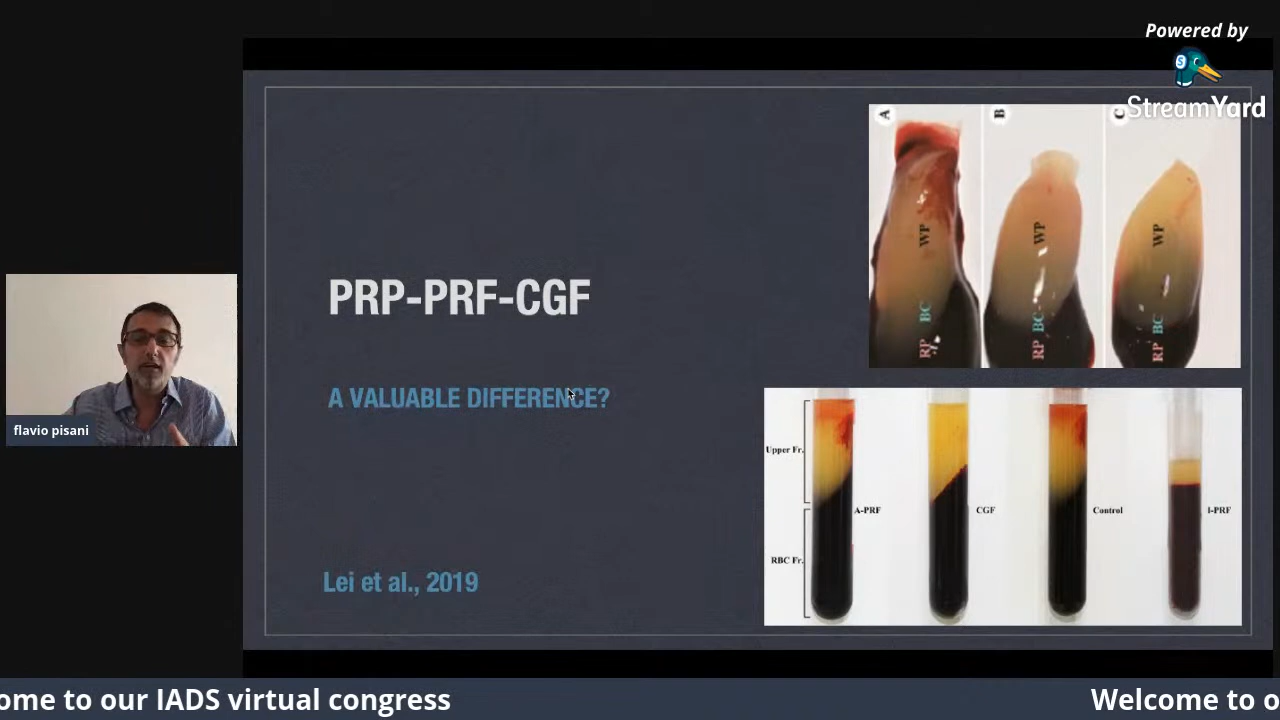 Powered by
StreamYard
A
B
C
WP
WP
WP
BC
BC
BC
RP
RP
RP
PRP-PRF-CGF
A VALUABLE DIFFERENCE?
Lei et al., 2019
Upper Fr.
RBC Fr.
A-PRF
CGF
Control
I-PRF
flavio pisani
ome to our IADS virtual congress
Welcome to o